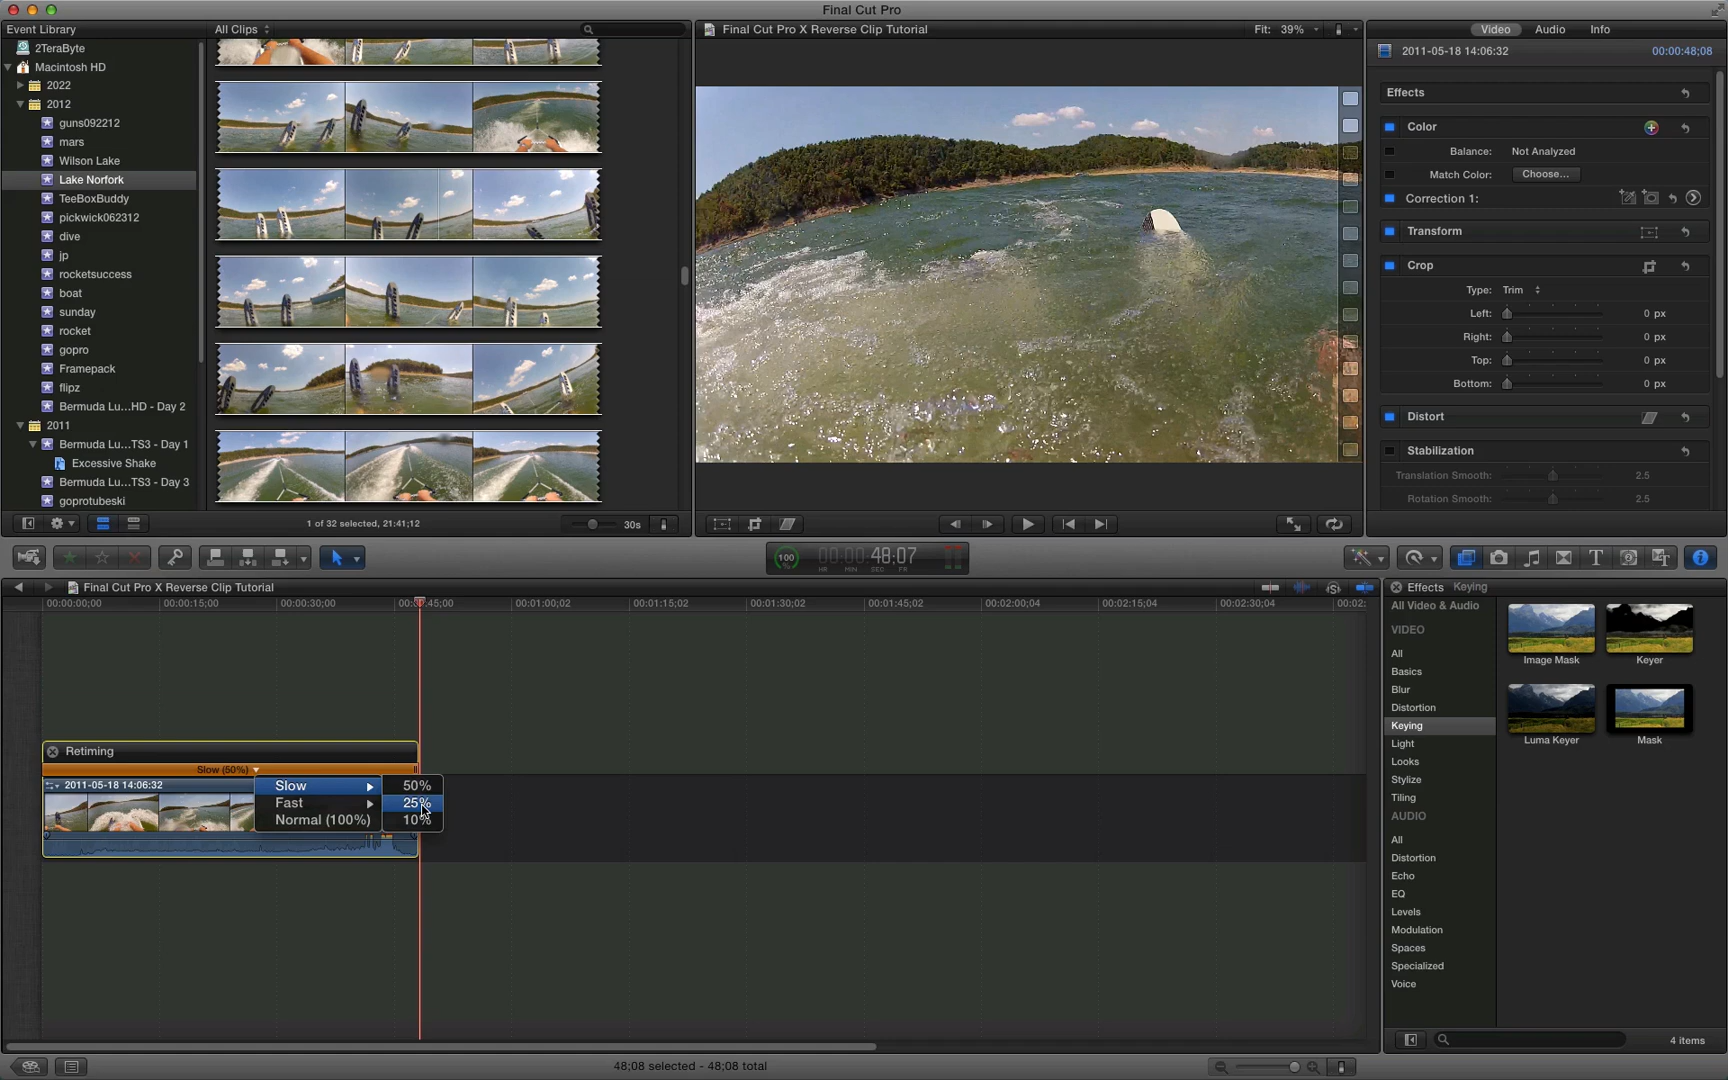 Final Cut Pro
Event Library
All Clips
Final Cut Pro X Reverse Clip Tutorial
Fit: 39%
Video
Audio
Info
2TeraByte
Macintosh HD
2022
2012
guns092212
mars
Wilson Lake
Lake Norfork
TeeBoxBuddy
pickwick062312
dive
jp
rocketsuccess
boat
sunday
rocket
gopro
Framepack
flipz
Bermuda Lu...HD - Day 2
2011
Bermuda Lu...TS3 - Day 1
Excessive Shake
Bermuda Lu...TS3 - Day 3
goprotubeski
1 of 32 selected, 21:41;12
30s
2011-05-18 14:06:32
00:00:48;08
Effects
Color
Balance: Not Analyzed
Match Color: Choose...
Correction 1:
Transform
Crop
Type: Trim
Left: 0 px
Right: 0 px
Top: 0 px
Bottom: 0 px
Distort
Stabilization
Translation Smooth: 2.5
Rotation Smooth: 2.5
100
%
00:00:48;07
HR MIN SEC FR
Final Cut Pro X Reverse Clip Tutorial
00:00:00;00
00:00:15;00
00:00:30;00
00:00:45;00
00:01:00;02
00:01:15;02
00:01:30;02
00:01:45;02
00:02:00;04
00:02:15;04
00:02:30;04
00:02:
Retiming
Slow (50%)
2011-05-18 14:06:32
Slow
Fast
Normal (100%)
50%
25%
10%
Effects
Keying
All Video & Audio
VIDEO
All
Basics
Blur
Distortion
Keying
Light
Looks
Stylize
Tiling
AUDIO
All
Distortion
Echo
EQ
Levels
Modulation
Spaces
Specialized
Voice
Image Mask
Keyer
Luma Keyer
Mask
4 items
48;08 selected - 48;08 total